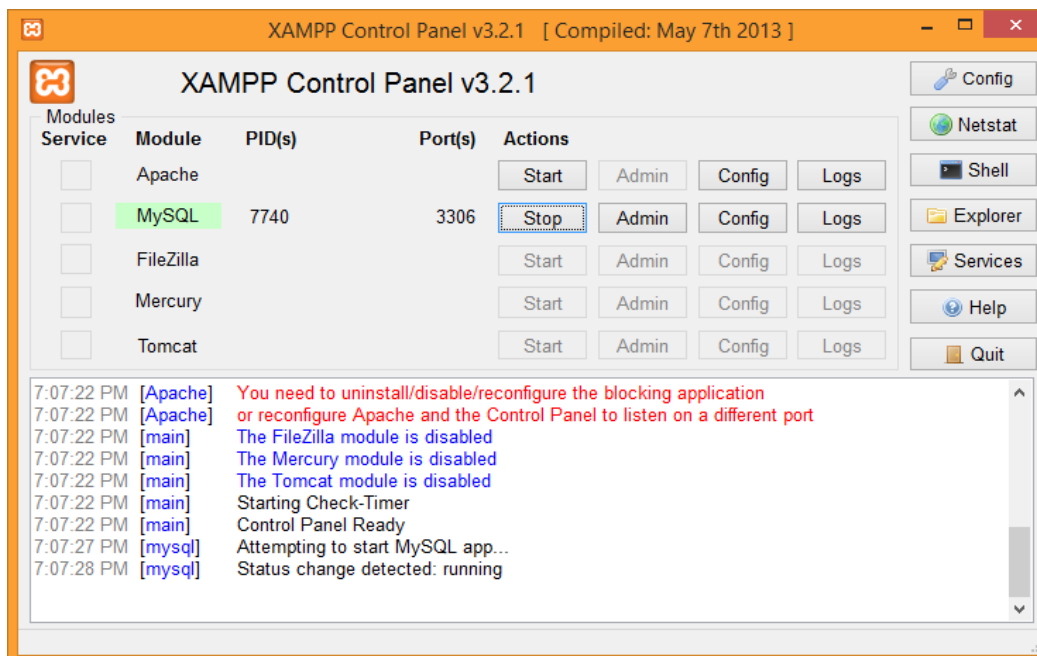 XAMPP Control Panel v3.2.1 [ Compiled: May 7th 2013 ]
XAMPP Control Panel v3.2.1
Config
Modules
Netstat
Service Module PID(s) Port(s) Actions
Apache Start Admin Config Logs
Shell
MySQL 7740 3306 Stop Admin Config Logs
Explorer
FileZilla Start Admin Config Logs
Services
Mercury Start Admin Config Logs
Help
Tomcat Start Admin Config Logs
Quit
7:07:22 PM [Apache] You need to uninstall/disable/reconfigure the blocking application
7:07:22 PM [Apache] or reconfigure Apache and the Control Panel to listen on a different port
7:07:22 PM [main] The FileZilla module is disabled
7:07:22 PM [main] The Mercury module is disabled
7:07:22 PM [main] The Tomcat module is disabled
7:07:22 PM [main] Starting Check-Timer
7:07:22 PM [main] Control Panel Ready
7:07:27 PM [mysql] Attempting to start MySQL app...
7:07:28 PM [mysql] Status change detected: running